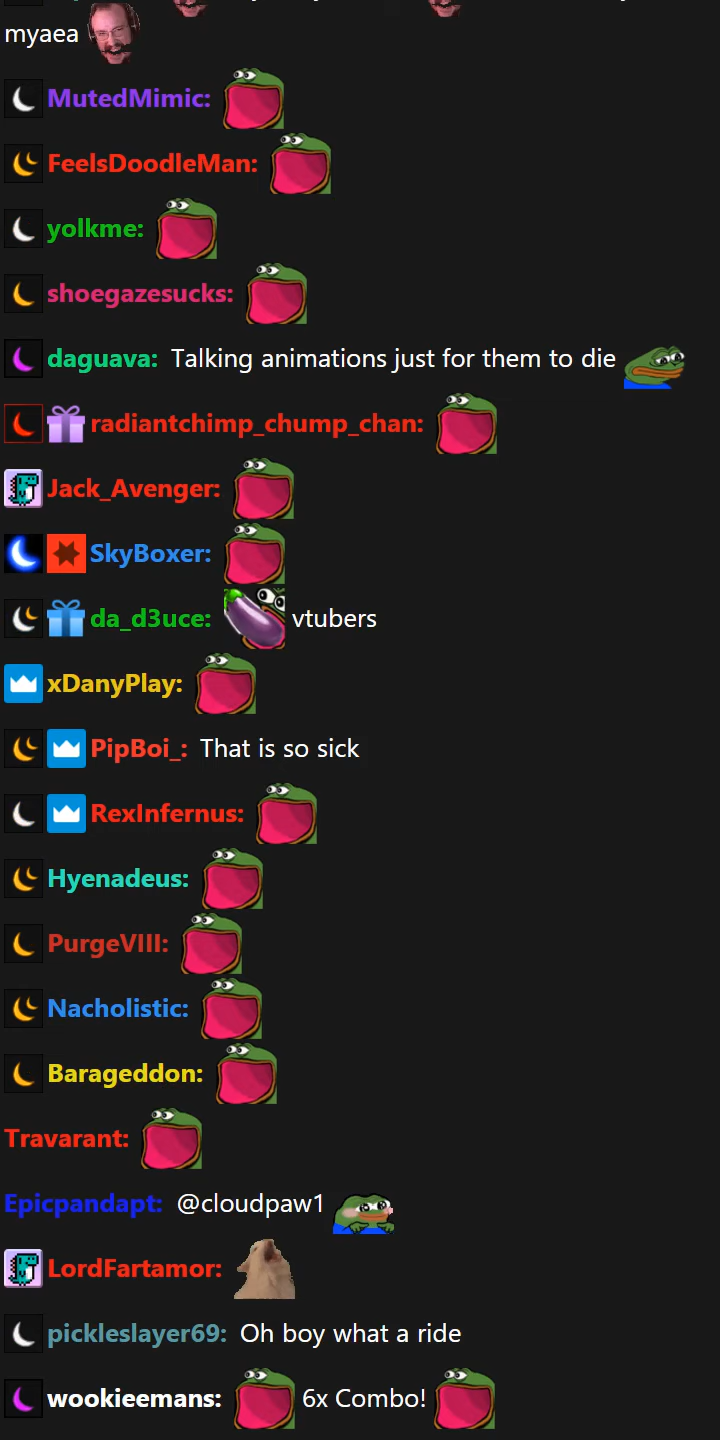 myaea
MutedMimic:
FeelsDoodleMan:
yolkme:
shoegazesucks:
daguava: Talking animations just for them to die
radiantchimp_chump_chan:
Jack_Avenger:
SkyBoxer:
da_d3uce: vtubers
xDanyPlay:
PipBoi_: That is so sick
RexInfernus:
Hyenadeus:
PurgeVIII:
Nacholistic:
Barageddon:
Travarant:
Epicpandapt: @cloudpaw1
LordFartamor:
pickleslayer69: Oh boy what a ride
wookieemans: 6x Combo!